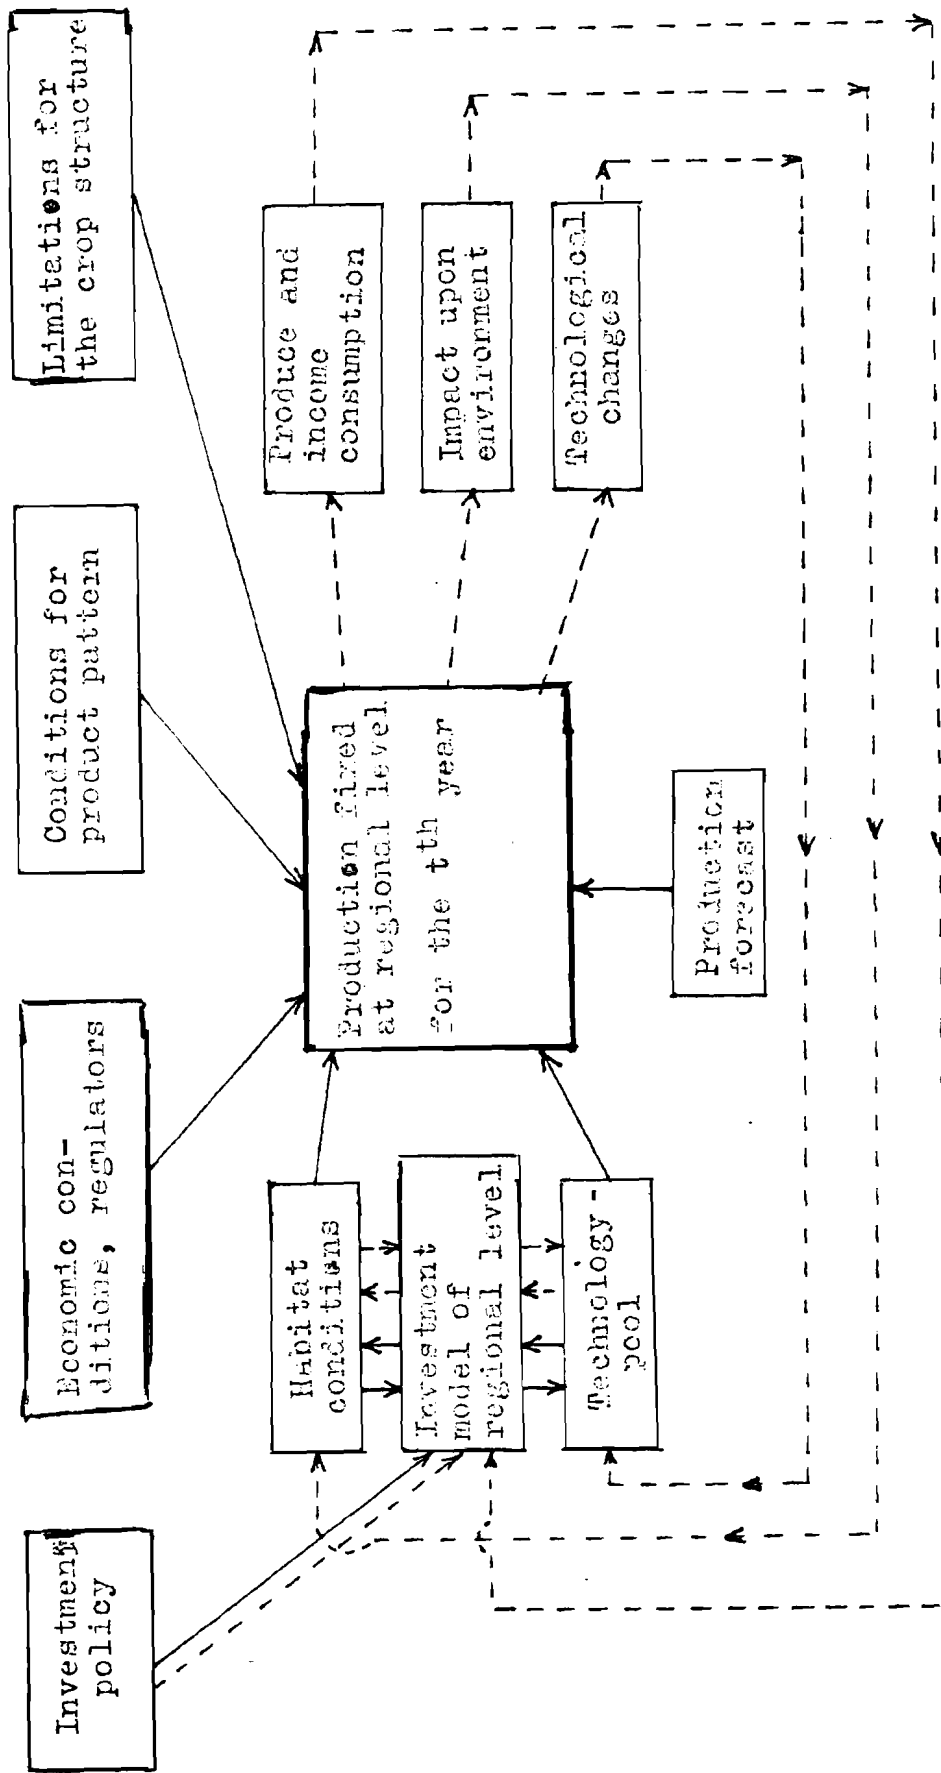 Investment
policy
Economic con-
ditions, regulators
Conditions for
product pattern
Limitations for
the crop structure
Habitat
conditions
Investment
model of
regional level
Technology -
pool
Production fixed
at regional level
for the tth year
Production
forecast
Produce and
income
consumption
Impact upon
environment
Technological
changes